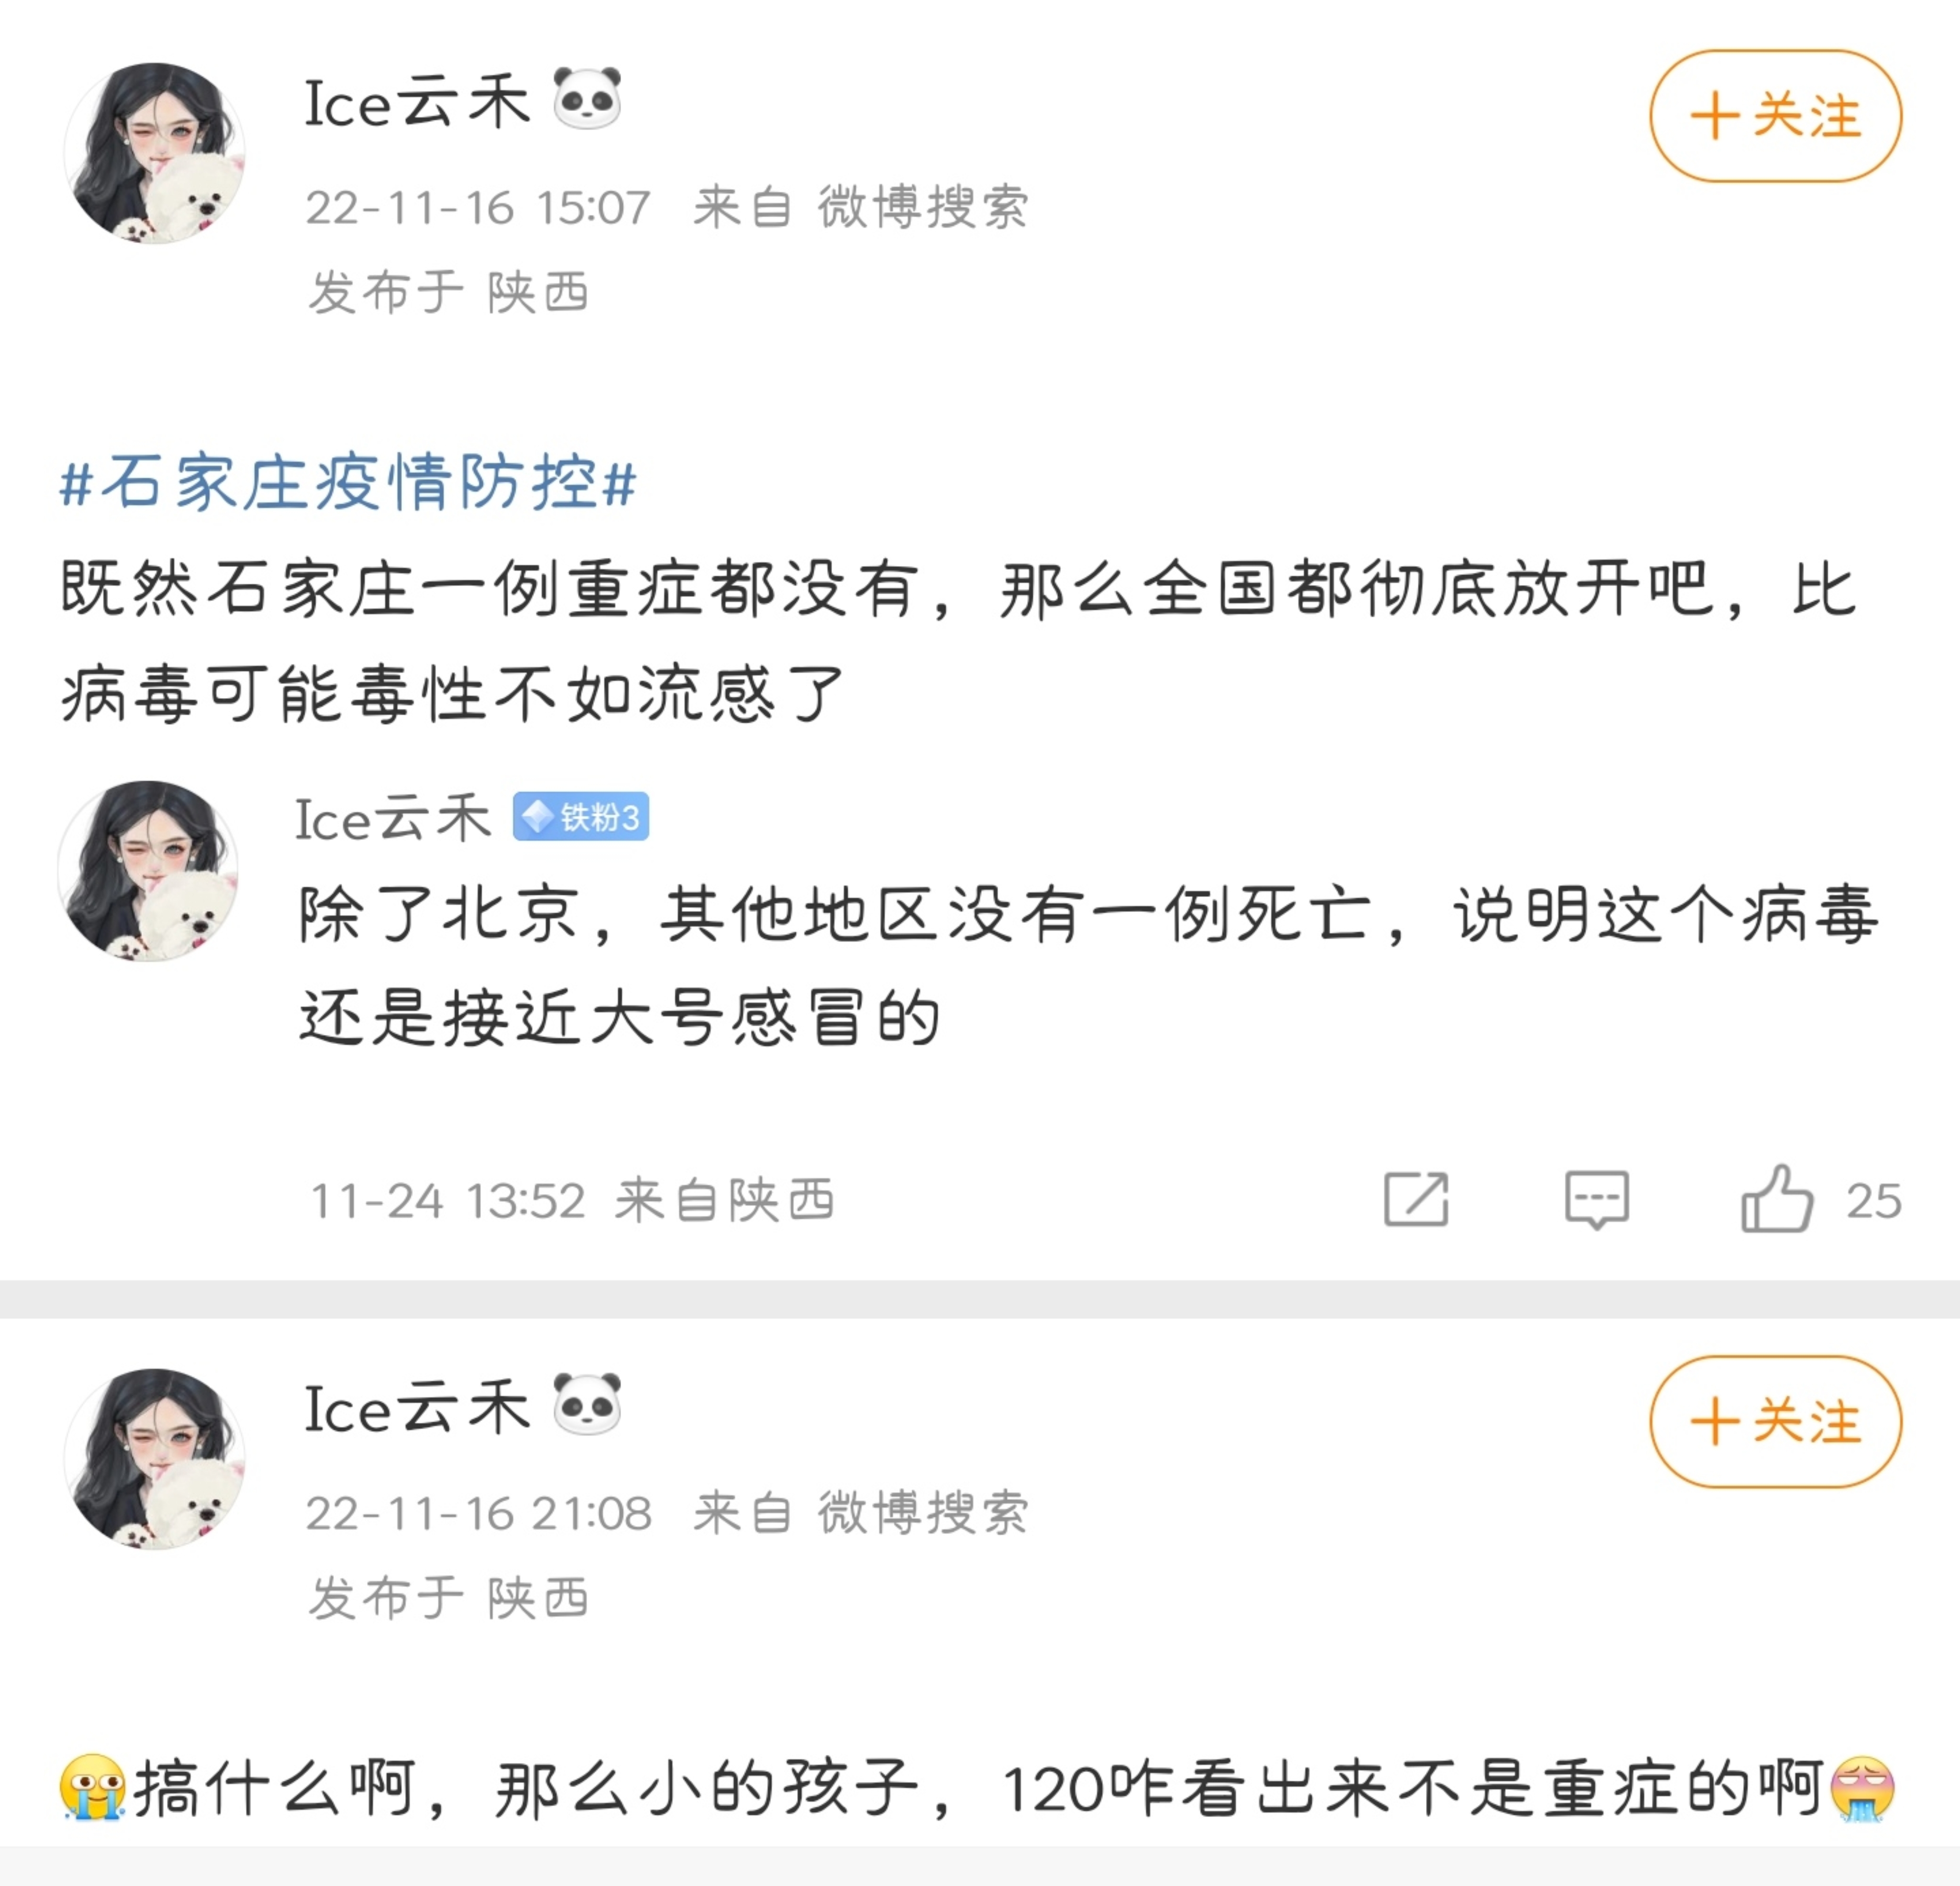 Ice云禾
+关注
22-11-16 15:07 来自 微博搜索
发布于 陕西
#石家庄疫情防控#
既然石家庄一例重症都没有，那么全国都彻底放开吧，比
病毒可能毒性不如流感了
Ice云禾 铁粉3
除了北京，其他地区没有一例死亡，说明这个病毒
还是接近大号感冒的
11-24 13:52 来自陕西
25
Ice云禾
+关注
22-11-16 21:08 来自 微博搜索
发布于 陕西
搞什么啊，那么小的孩子，120咋看出来不是重症的啊